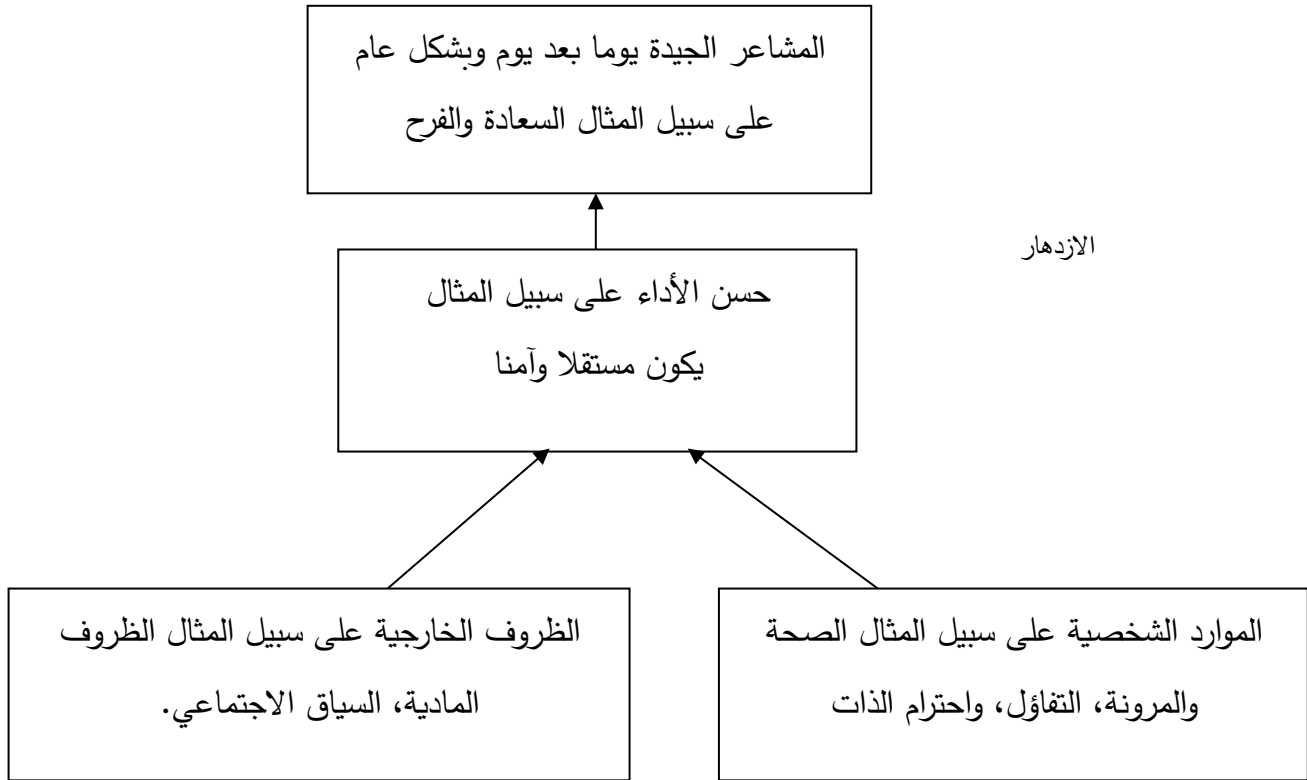 المشاعر الجيدة يوما بعد يوم وبشكل عام
على سبيل المثال السعادة والفرح
الازدهار
حسن الأداء على سبيل المثال
يكون مستقلا وآمنا
الموارد الشخصية على سبيل المثال الصحة
والمرونة، التفاؤل، واحترام الذات
الظروف الخارجية على سبيل المثال الظروف
المادية، السياق الاجتماعي.